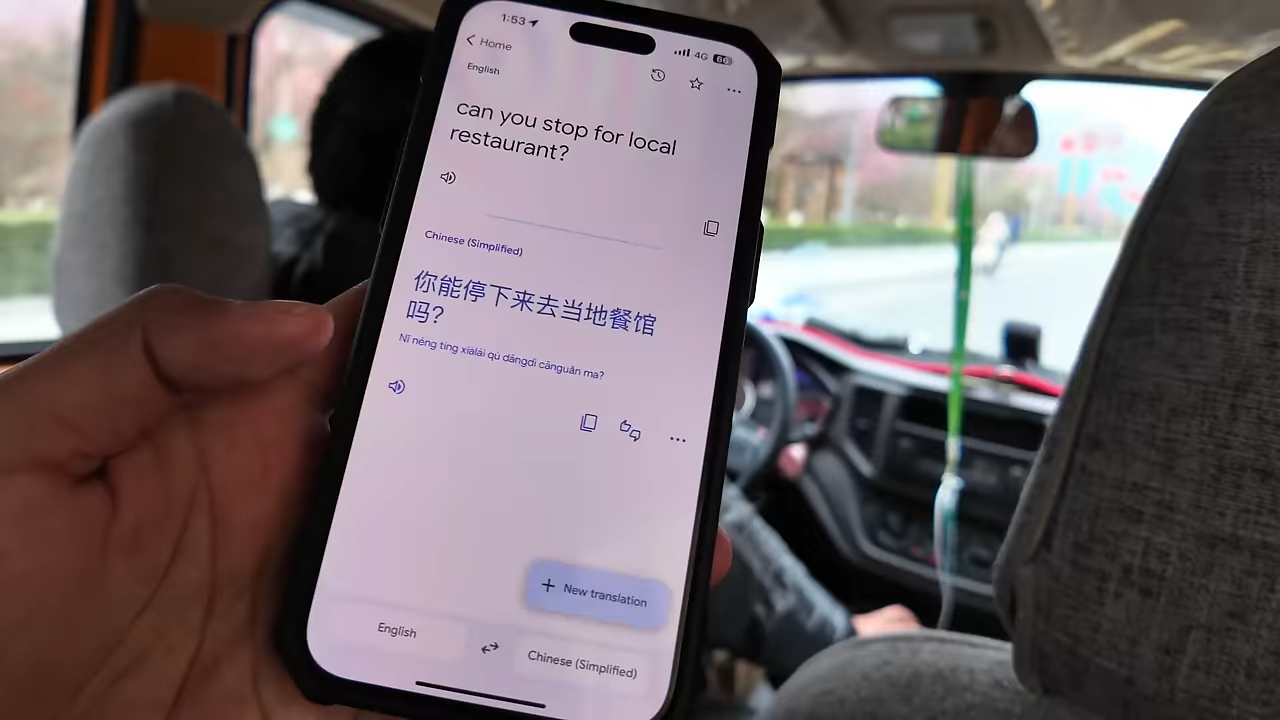 1:53
4G 66
Home
English
can you stop for local
restaurant?
Chinese (Simplified)
你能停下来去当地餐馆
吗?
Nǐ néng tíng xiàlái qù dāngdì cānguǎn ma?
+ New translation
English
Chinese (Simplified)